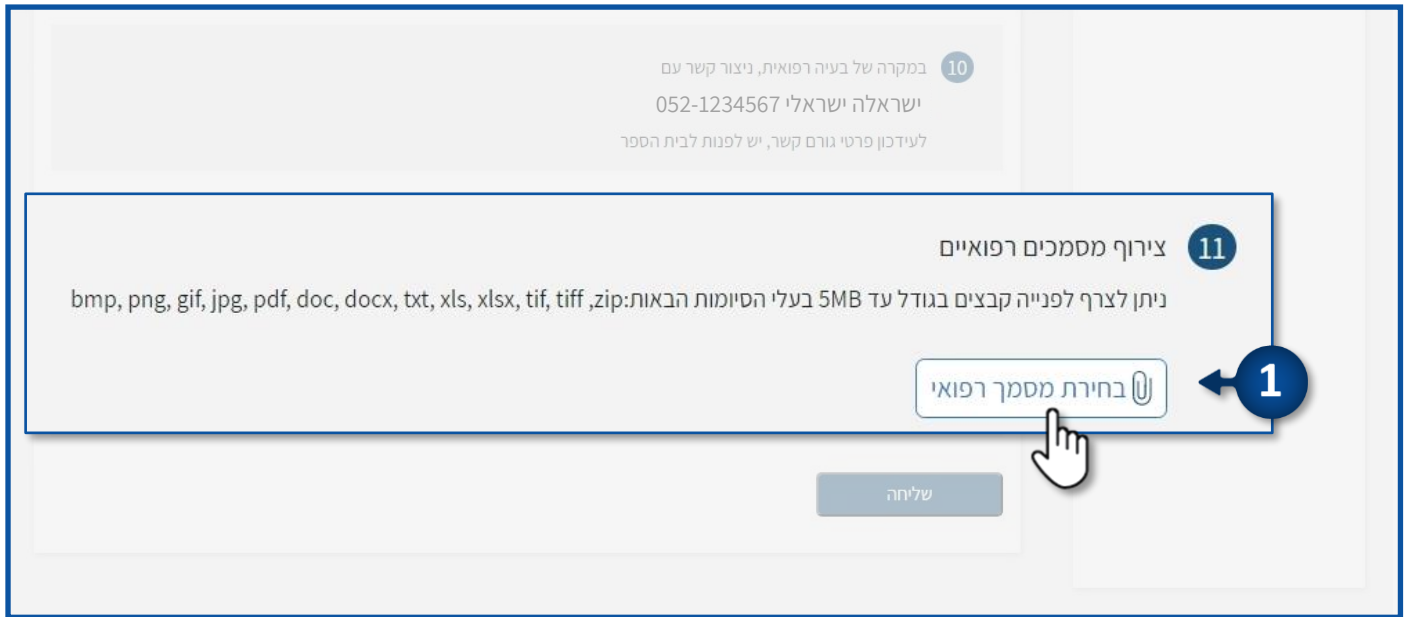 10 במקרה של בעיה רפואית, ניצור קשר עם
ישראלה ישראלי 052-1234567
לעידכון פרטי גורם קשר, יש לפנות לבית הספר
11 צירוף מסמכים רפואיים
ניתן לצרף לפנייה קבצים בגודל עד 5MB בעלי הסיומות הבאות:bmp, png, gif, jpg, pdf, doc, docx, txt, xls, xlsx, tif, tiff ,zip
1 בחירת מסמך רפואי
שליחה